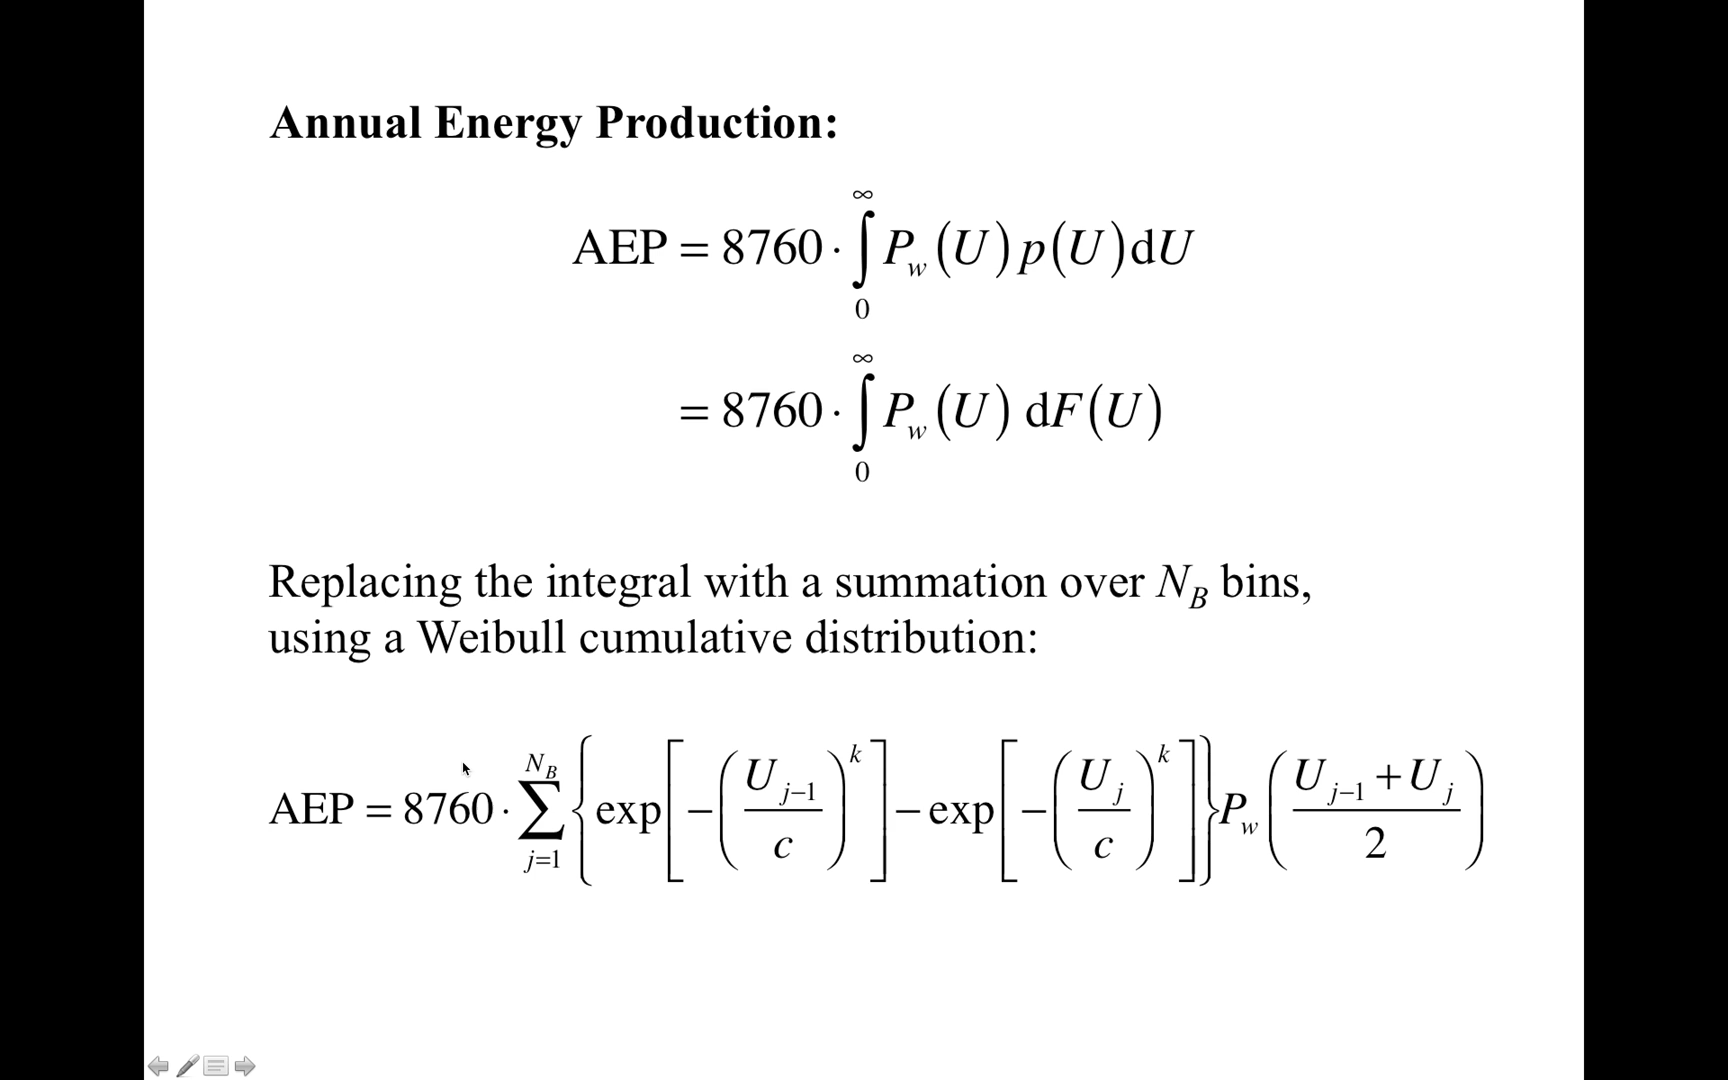 Annual Energy Production:
AEP = 8760 · ∫₀^∞ P_w (U) p(U) dU
= 8760 · ∫₀^∞ P_w (U) dF(U)
Replacing the integral with a summation over N_B bins,
using a Weibull cumulative distribution:
AEP = 8760 · ∑_{j=1}^{N_B} { exp[ −( U_{j−1} / c )^k ] − exp[ −( U_j / c )^k ] } P_w ( (U_{j−1} + U_j) / 2 )